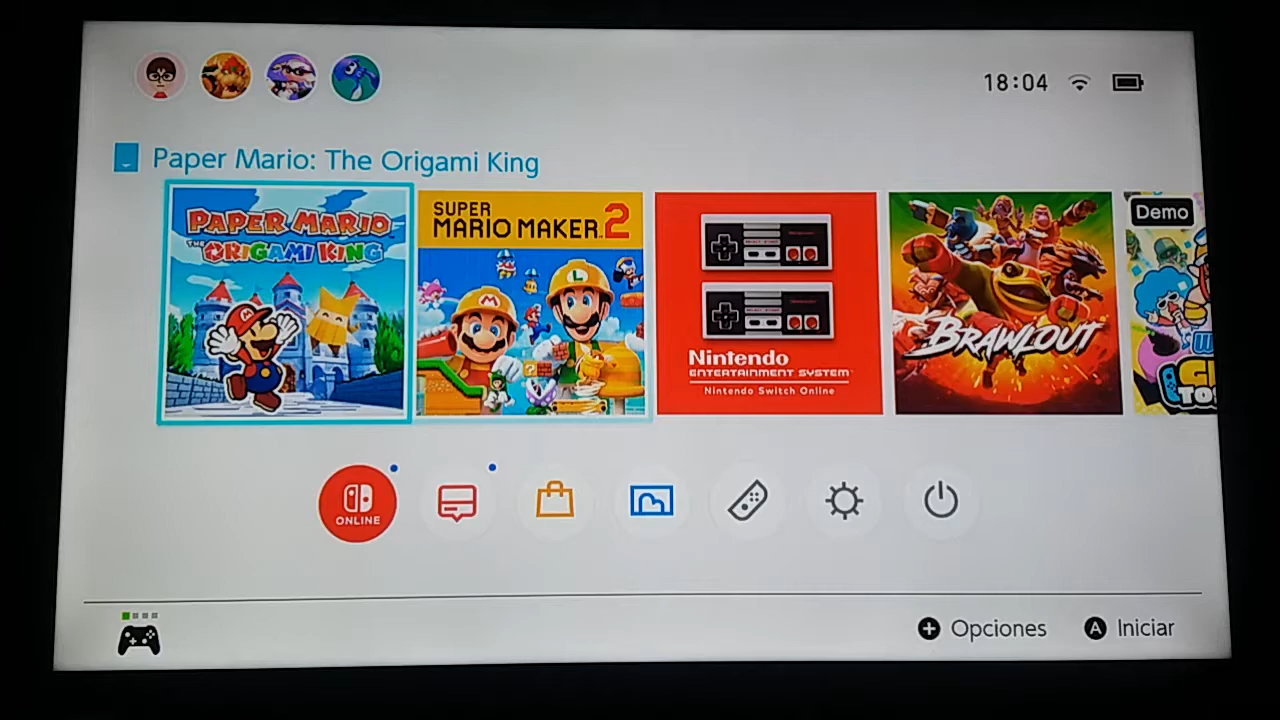 18:04
Paper Mario: The Origami King
PAPER MARIO
THE ORIGAMI KING
SUPER
MARIO MAKER 2
Nintendo
ENTERTAINMENT SYSTEM
Nintendo Switch Online
BRAWLOUT
Demo
ONLINE
Opciones
A Iniciar